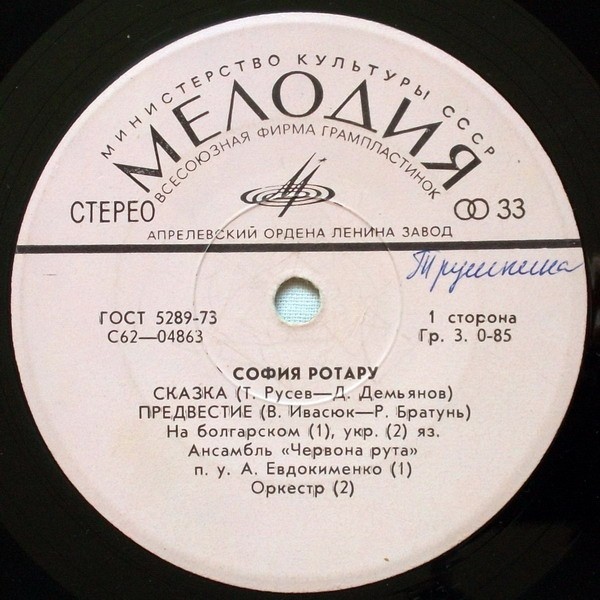 МИНИСТЕРСТВО КУЛЬТУРЫ СССР
МЕЛОДИЯ
ВСЕСОЮЗНАЯ ФИРМА ГРАМПЛАСТИНОК
СТЕРЕО
33
АПРЕЛЕВСКИЙ ОРДЕНА ЛЕНИНА ЗАВОД
Трушкина
ГОСТ 5289-73
С62—04863
1 сторона
Гр. 3. 0-85
СОФИЯ РОТАРУ
СКАЗКА (Т. Русев—Д. Демьянов)
ПРЕДВЕСТИЕ (В. Ивасюк—Р. Братунь)
На болгарском (1), укр. (2) яз.
Ансамбль «Червона рута»
п. у. А. Евдокименко (1)
Оркестр (2)